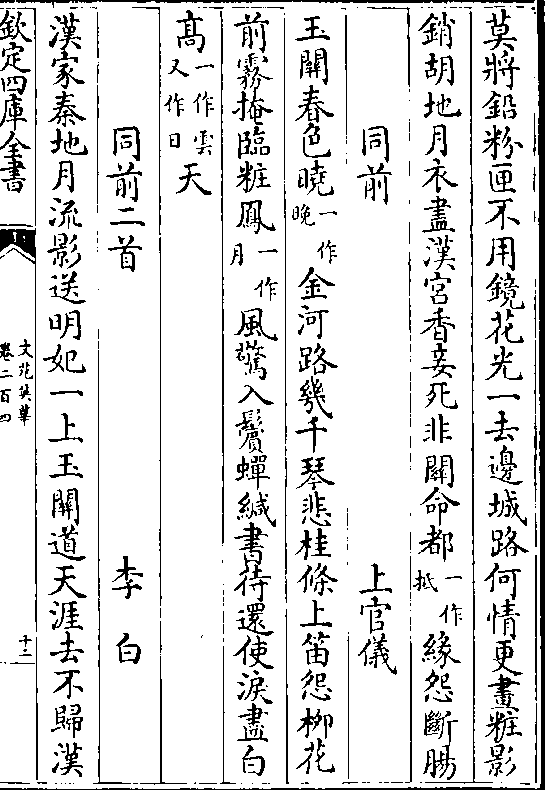 莫將鉛粉匣不用鏡花光一去邊城路何情更畫粧影
銷胡地月衣盡漢宮香妾死非關命都一作秪緣怨斷腸
同前 上官儀
玉關春色曉一作晚金河路幾千琴悲桂條上笛怨柳花
前霧掩臨粧鳳一作月風驚入鬢蟬緘書待還使淚盡白
髙一作雲又作日天
同前二首 李白
漢家秦地月流影送明妃一上玉關道天涯去不歸漢
欽定四庫全書
文苑英華
卷二百四
十二